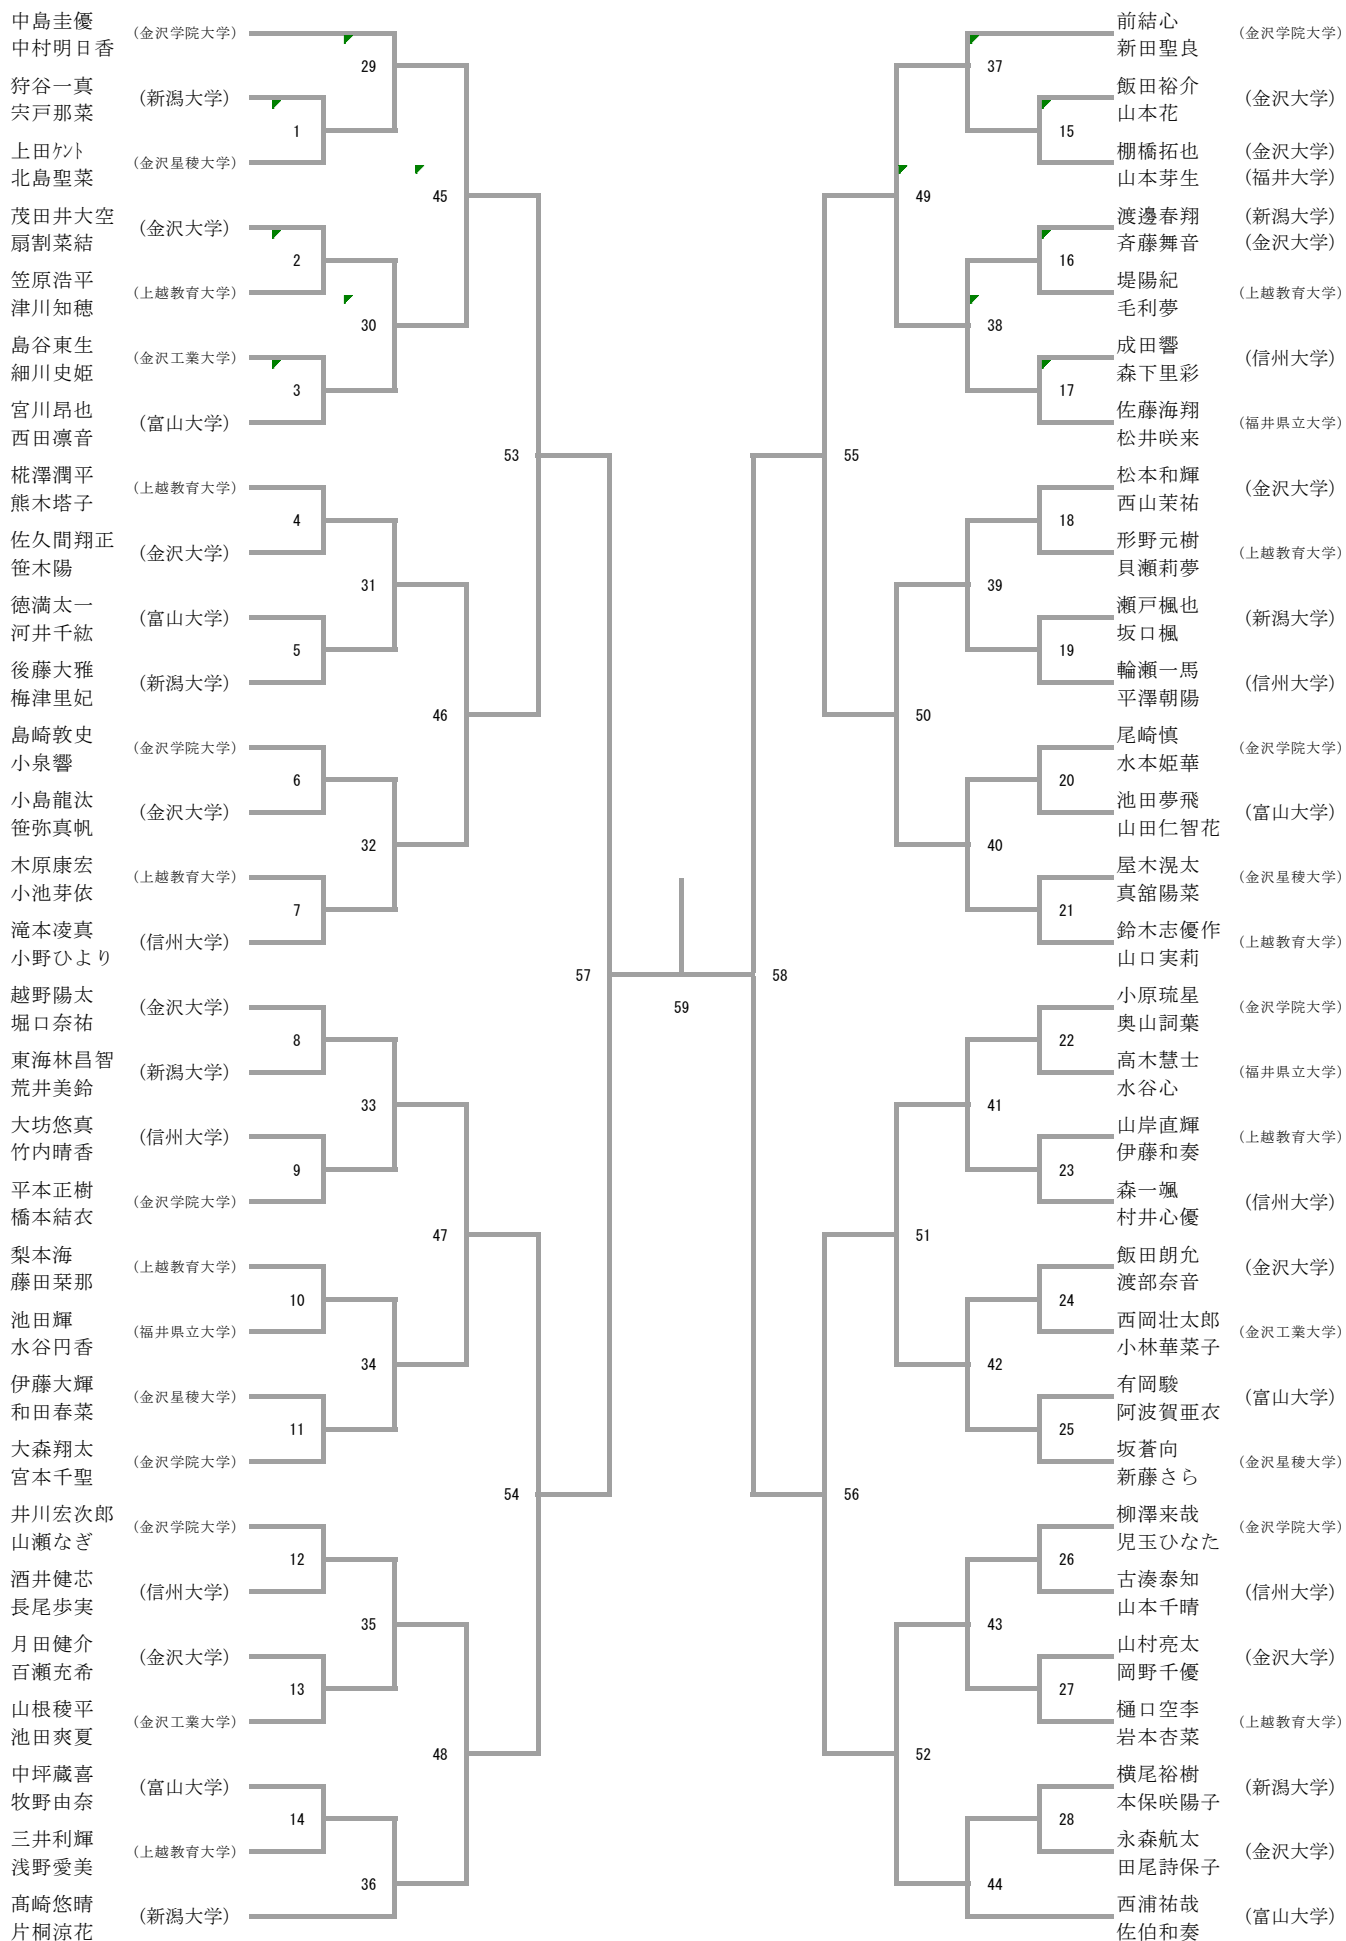 中島圭優
中村明日香
(金沢学院大学)
29
狩谷一真
宍戸那菜
(新潟大学)
1
上田ケント
北島聖菜
(金沢星稜大学)
45
茂田井大空
扇割菜結
(金沢大学)
2
笠原浩平
津川知穂
(上越教育大学)
30
島谷東生
細川史姫
(金沢工業大学)
3
宮川昂也
西田凛音
(富山大学)
53
椛澤潤平
熊木塔子
(上越教育大学)
4
佐久間翔正
笹木陽
(金沢大学)
31
徳満太一
河井千紘
(富山大学)
5
後藤大雅
梅津里妃
(新潟大学)
46
島崎敦史
小泉響
(金沢学院大学)
6
小島龍汰
笹弥真帆
(金沢大学)
32
木原康宏
小池芽依
(上越教育大学)
7
滝本凌真
小野ひより
(信州大学)
57
越野陽太
堀口奈祐
(金沢大学)
8
東海林昌智
荒井美鈴
(新潟大学)
33
大坊悠真
竹内晴香
(信州大学)
9
平本正樹
橋本結衣
(金沢学院大学)
47
梨本海
藤田栞那
(上越教育大学)
10
池田輝
水谷円香
(福井県立大学)
34
伊藤大輝
和田春菜
(金沢星稜大学)
11
大森翔太
宮本千聖
(金沢学院大学)
54
井川宏次郎
山瀬なぎ
(金沢学院大学)
12
酒井健芯
長尾歩実
(信州大学)
35
月田健介
百瀬充希
(金沢大学)
13
山根稜平
池田爽夏
(金沢工業大学)
48
中坪蔵喜
牧野由奈
(富山大学)
14
三井利輝
浅野愛美
(上越教育大学)
36
髙崎悠晴
片桐涼花
(新潟大学)
59
前結心
新田聖良
(金沢学院大学)
37
飯田裕介
山本花
(金沢大学)
15
棚橋拓也 (金沢大学)
山本芽生 (福井大学)
49
渡邊春翔 (新潟大学)
斉藤舞音 (金沢大学)
16
堤陽紀
毛利夢
(上越教育大学)
38
成田響
森下里彩
(信州大学)
17
佐藤海翔
松井咲来
(福井県立大学)
55
松本和輝
西山茉祐
(金沢大学)
18
形野元樹
貝瀬莉夢
(上越教育大学)
39
瀬戸楓也
坂口楓
(新潟大学)
19
輪瀬一馬
平澤朝陽
(信州大学)
50
尾崎慎
水本姫華
(金沢学院大学)
20
池田夢飛
山田仁智花
(富山大学)
40
屋木滉太
真舘陽菜
(金沢星稜大学)
21
鈴木志優作
山口実莉
(上越教育大学)
58
小原琉星
奥山詞葉
(金沢学院大学)
22
高木慧士
水谷心
(福井県立大学)
41
山岸直輝
伊藤和奏
(上越教育大学)
23
森一颯
村井心優
(信州大学)
51
飯田朗允
渡部奈音
(金沢大学)
24
西岡壮太郎
小林華菜子
(金沢工業大学)
42
有岡駿
阿波賀亜衣
(富山大学)
25
坂蒼向
新藤さら
(金沢星稜大学)
56
柳澤来哉
児玉ひなた
(金沢学院大学)
26
古湊泰知
山本千晴
(信州大学)
43
山村亮太
岡野千優
(金沢大学)
27
樋口空李
岩本杏菜
(上越教育大学)
52
横尾裕樹
本保咲陽子
(新潟大学)
28
永森航太
田尾詩保子
(金沢大学)
44
西浦祐哉
佐伯和奏
(富山大学)